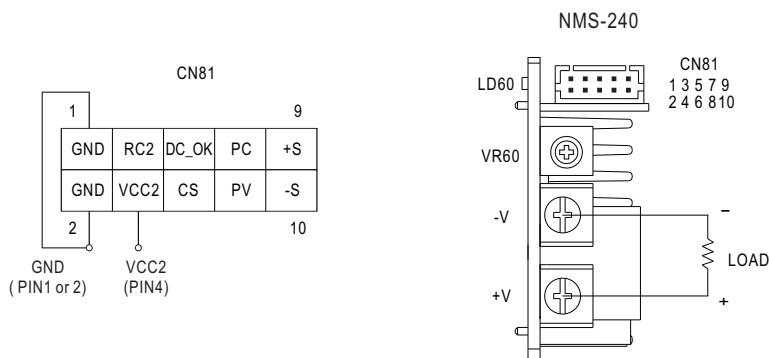 NMS-240
CN81
1 9
GND RC2 DC_OK PC +S
GND VCC2 CS PV -S
2 10
GND
( PIN1 or 2)
VCC2
(PIN4)
LD60
CN81
1 3 5 7 9
2 4 6 8 10
VR60
-V
+V
−
LOAD
+